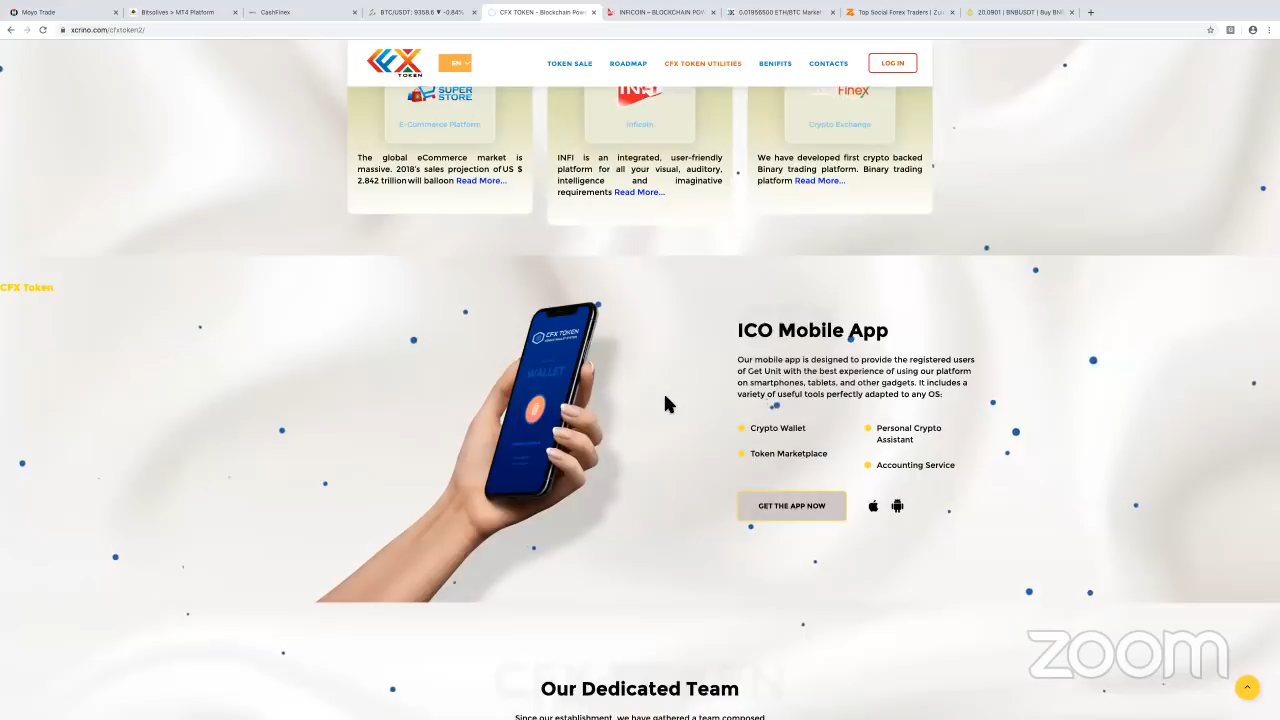 Moyo Trade
Bitsolives > MT4 Platform
CashFinex
BTC/USDT: 9358.6 ▼ -0.84%
CFX TOKEN - Blockchain Pow
INFICOIN – BLOCKCHAIN POV
0.01956500 ETH/BTC Market
Top Social Forex Traders | Zu
20.0901 | BNBUSDT | Buy BN
xcrino.com/cfxtoken2/
TOKEN
EN
TOKEN SALE
ROADMAP
CFX TOKEN UTILITIES
BENIFITS
CONTACTS
LOG IN
SUPER
STORE
Finex
E-Commerce Platform
Inficoin
Crypto Exchange
The global eCommerce market is
massive. 2018's sales projection of US $
2.842 trillion will balloon Read More...
INFI is an integrated, user-friendly
platform for all your visual, auditory,
intelligence and imaginative
requirements Read More...
We have developed first crypto backed
Binary trading platform. Binary trading
platform Read More...
CFX Token
CFX TOKEN
WALLET
ICO Mobile App
Our mobile app is designed to provide the registered users
of Get Unit with the best experience of using our platform
on smartphones, tablets, and other gadgets. It includes a
variety of useful tools perfectly adapted to any OS:
Crypto Wallet
Personal Crypto
Assistant
Token Marketplace
Accounting Service
GET THE APP NOW
zoom
CFX TOKEN
Our Dedicated Team
Since our establishment, we have gathered a team composed